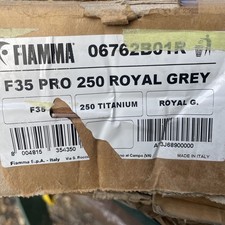 FIAMMA 06762B01R
F35 PRO 250 ROYAL GREY
F35 250 TITANIUM ROYAL G.
Fiamma S.p.A. - Italy
MADE IN ITALY
8 004815 354350